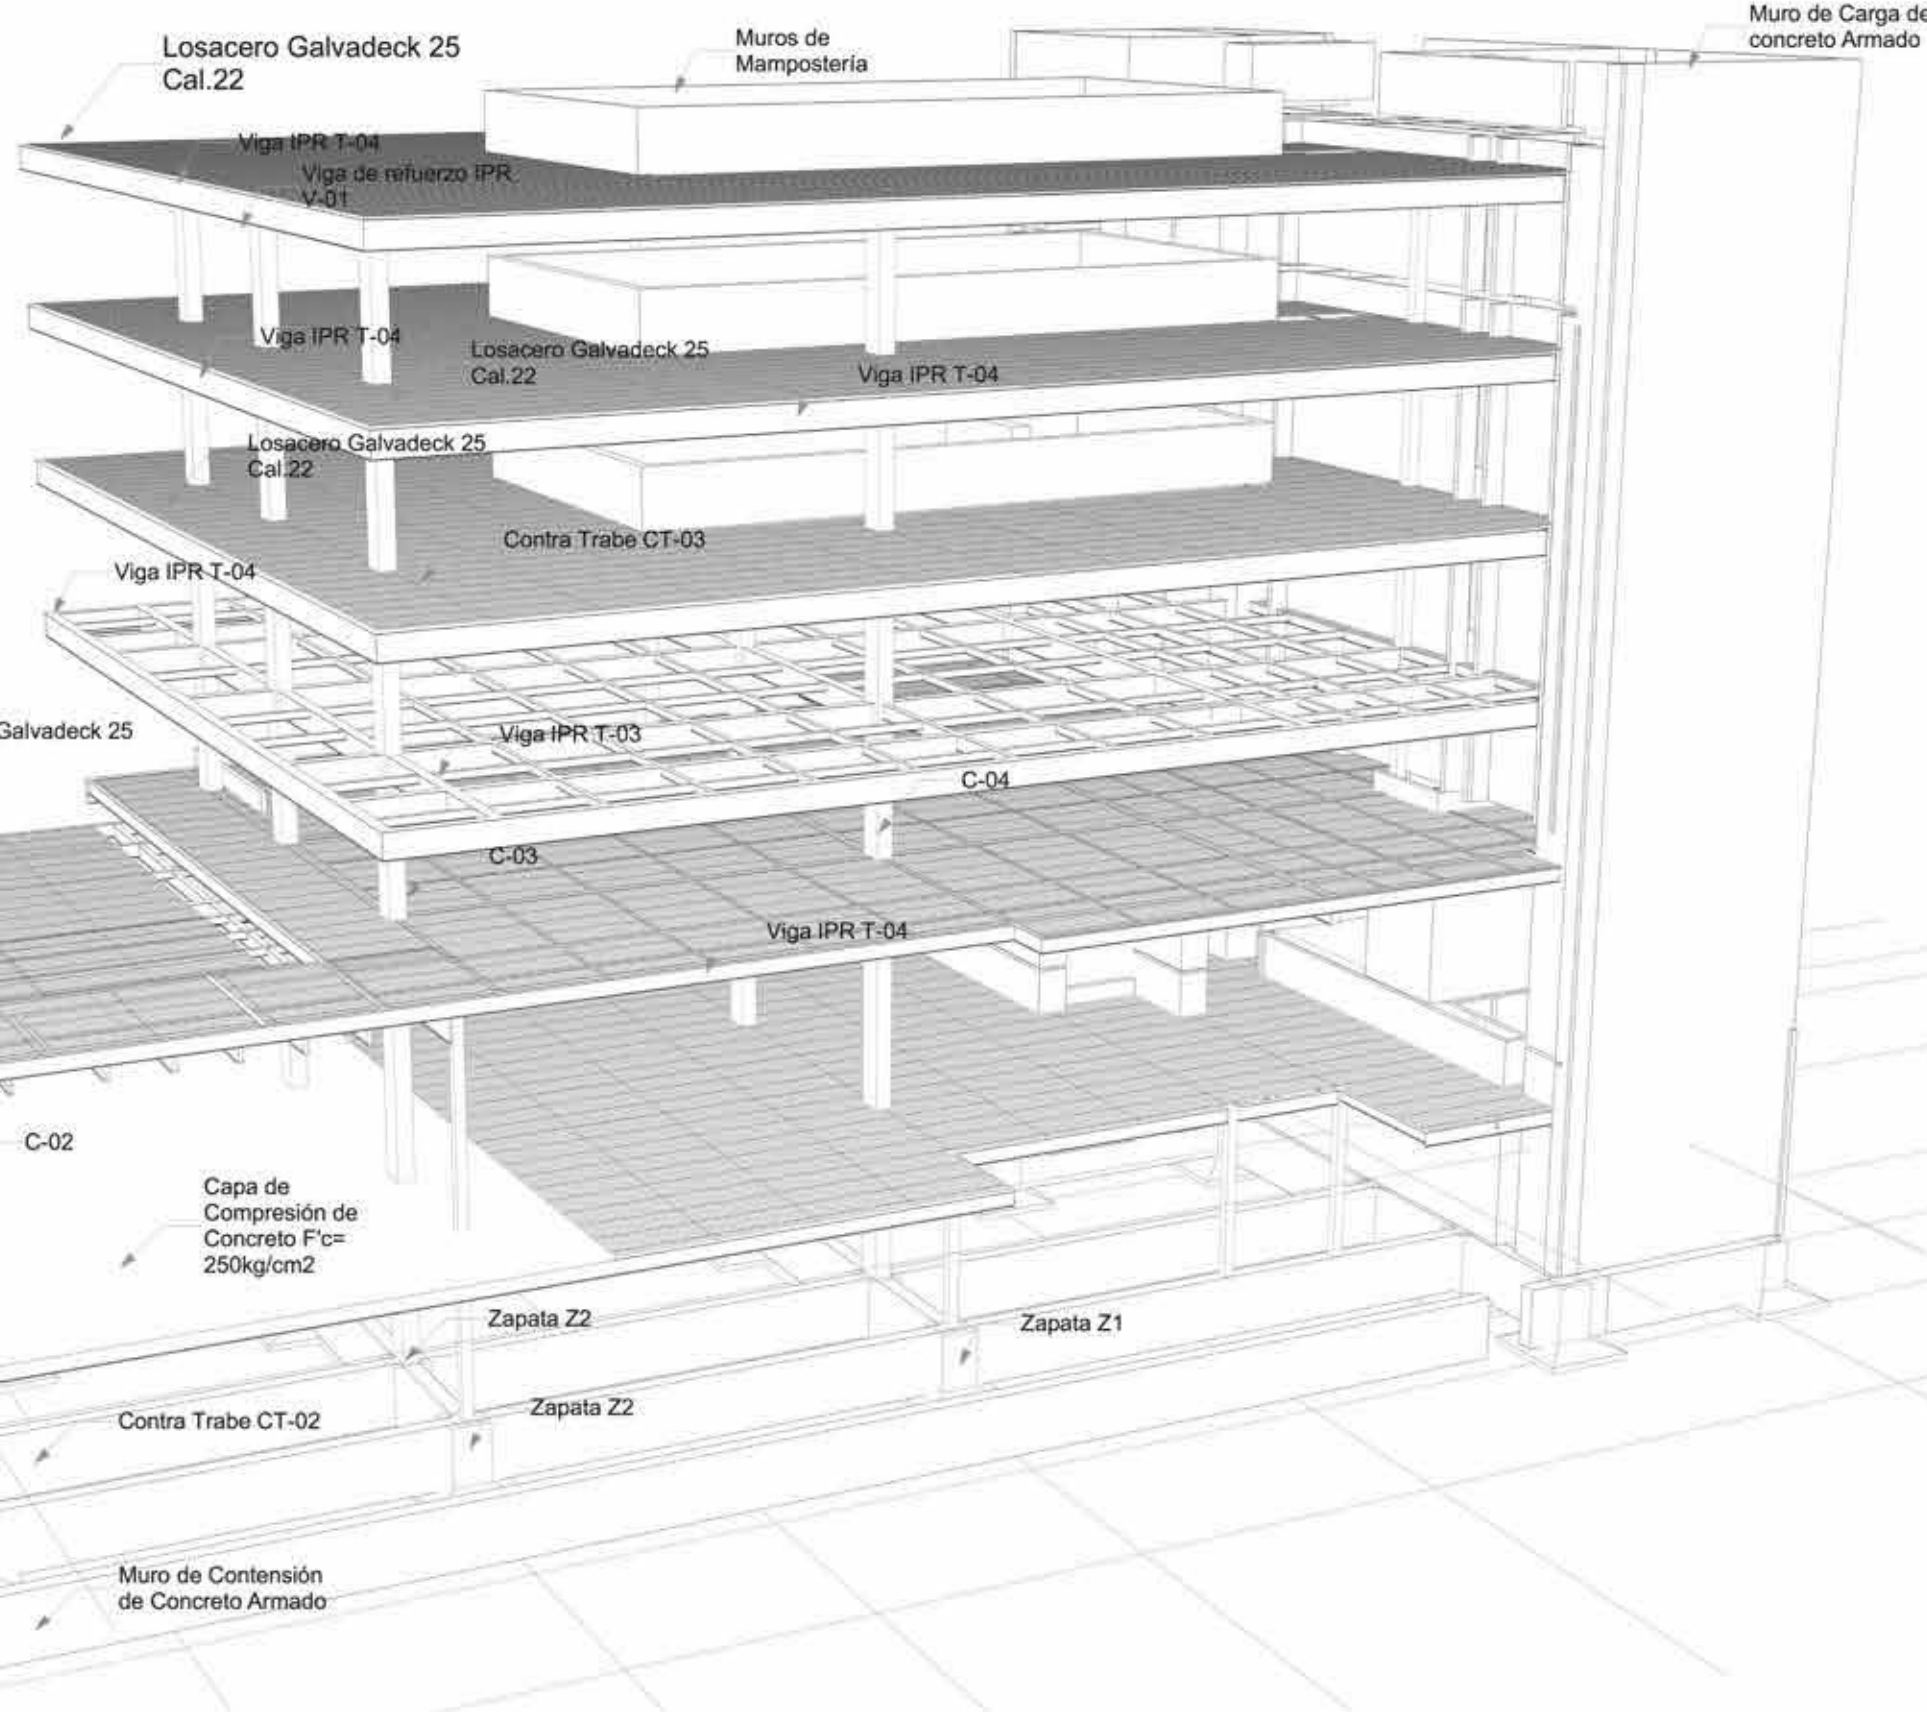 Muro de Carga de
concreto Armado
Losacero Galvadeck 25
Cal.22
Muros de
Mampostería
Viga IPR T-04
Viga de refuerzo IPR
V-01
Viga IPR T-04
Losacero Galvadeck 25
Cal.22
Viga IPR T-04
Losacero Galvadeck 25
Cal.22
Contra Trabe CT-03
Viga IPR T-04
Galvadeck 25
Viga IPR T-03
C-04
C-03
Viga IPR T-04
C-02
Capa de
Compresión de
Concreto F'c=
250kg/cm2
Zapata Z2
Zapata Z1
Zapata Z2
Contra Trabe CT-02
Muro de Contensión
de Concreto Armado